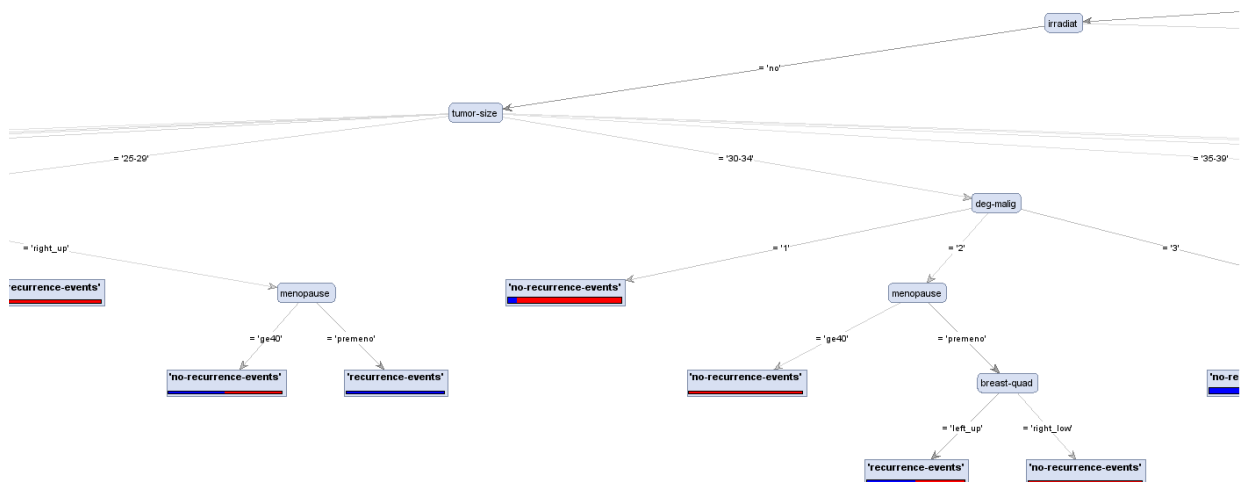 irradiat
= 'no'
tumor-size
= '25-29'
= '30-34'
= '35-39'
deg-malig
= 'right_up'
= '1'
= '2'
= '3'
recurrence-events'
menopause
'no-recurrence-events'
menopause
= 'ge40'
= 'premeno'
= 'ge40'
= 'premeno'
'no-recurrence-events'
'recurrence-events'
'no-recurrence-events'
breast-quad
'no-re
= 'left_up'
= 'right_low'
'recurrence-events'
'no-recurrence-events'